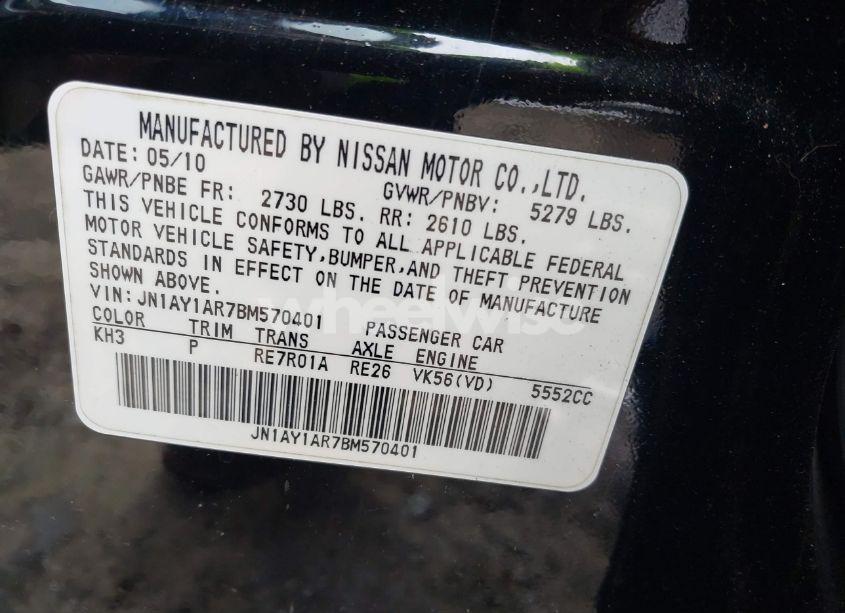 MANUFACTURED BY NISSAN MOTOR CO.,LTD.
DATE: 05/10 GVWR/PNBV: 5279 LBS.
GAWR/PNBE FR: 2730 LBS. RR: 2610 LBS.
THIS VEHICLE CONFORMS TO ALL APPLICABLE FEDERAL
MOTOR VEHICLE SAFETY,BUMPER,AND THEFT PREVENTION
STANDARDS IN EFFECT ON THE DATE OF MANUFACTURE
SHOWN ABOVE.
VIN:JN1AY1AR7BM570401 PASSENGER CAR
COLOR TRIM TRANS AXLE ENGINE
KH3 P RE7R01A RE26 VK56(VD) 5552CC
JN1AY1AR7BM570401
wheelwise